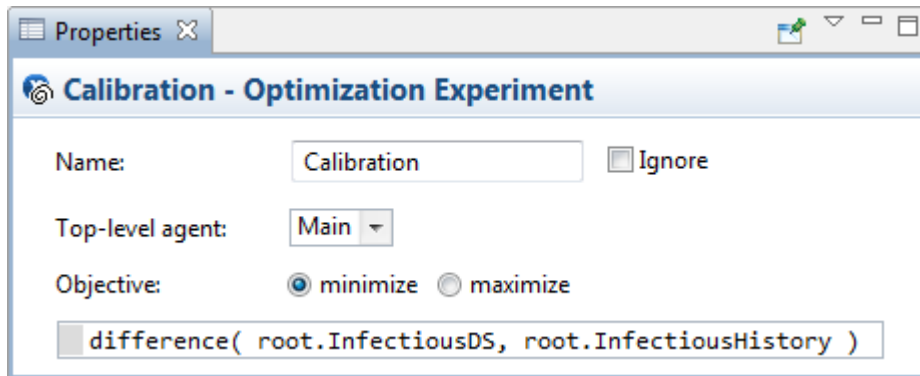 Properties
Calibration - Optimization Experiment
Name: Calibration Ignore
Top-level agent: Main
Objective: minimize maximize
difference( root.InfectiousDS, root.InfectiousHistory )